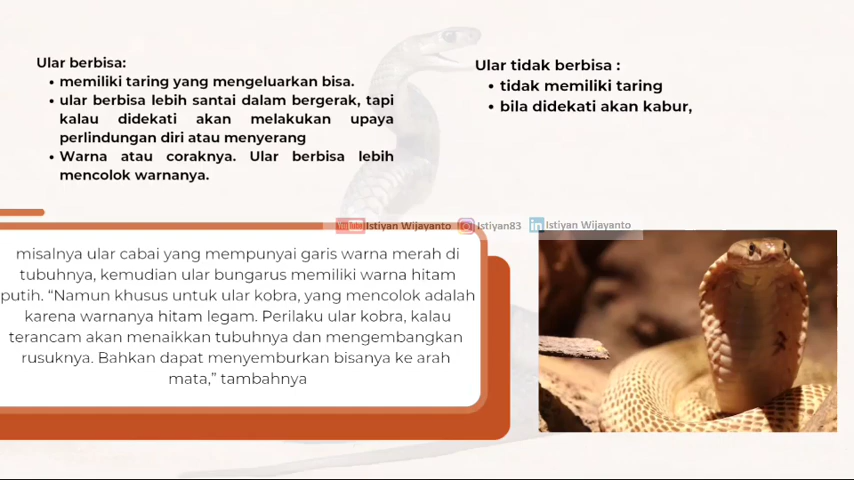 Ular berbisa:
• memiliki taring yang mengeluarkan bisa.
• ular berbisa lebih santai dalam bergerak, tapi
kalau didekati akan melakukan upaya
perlindungan diri atau menyerang
• Warna atau coraknya. Ular berbisa lebih
mencolok warnanya.
Ular tidak berbisa :
• tidak memiliki taring
• bila didekati akan kabur,
YouTube Istiyan Wijayanto Istiyan83 in Istiyan Wijayanto
misalnya ular cabai yang mempunyai garis warna merah di
tubuhnya, kemudian ular bungarus memiliki warna hitam
putih. “Namun khusus untuk ular kobra, yang mencolok adalah
karena warnanya hitam legam. Perilaku ular kobra, kalau
terancam akan menaikkan tubuhnya dan mengembangkan
rusuknya. Bahkan dapat menyemburkan bisanya ke arah
mata,” tambahnya